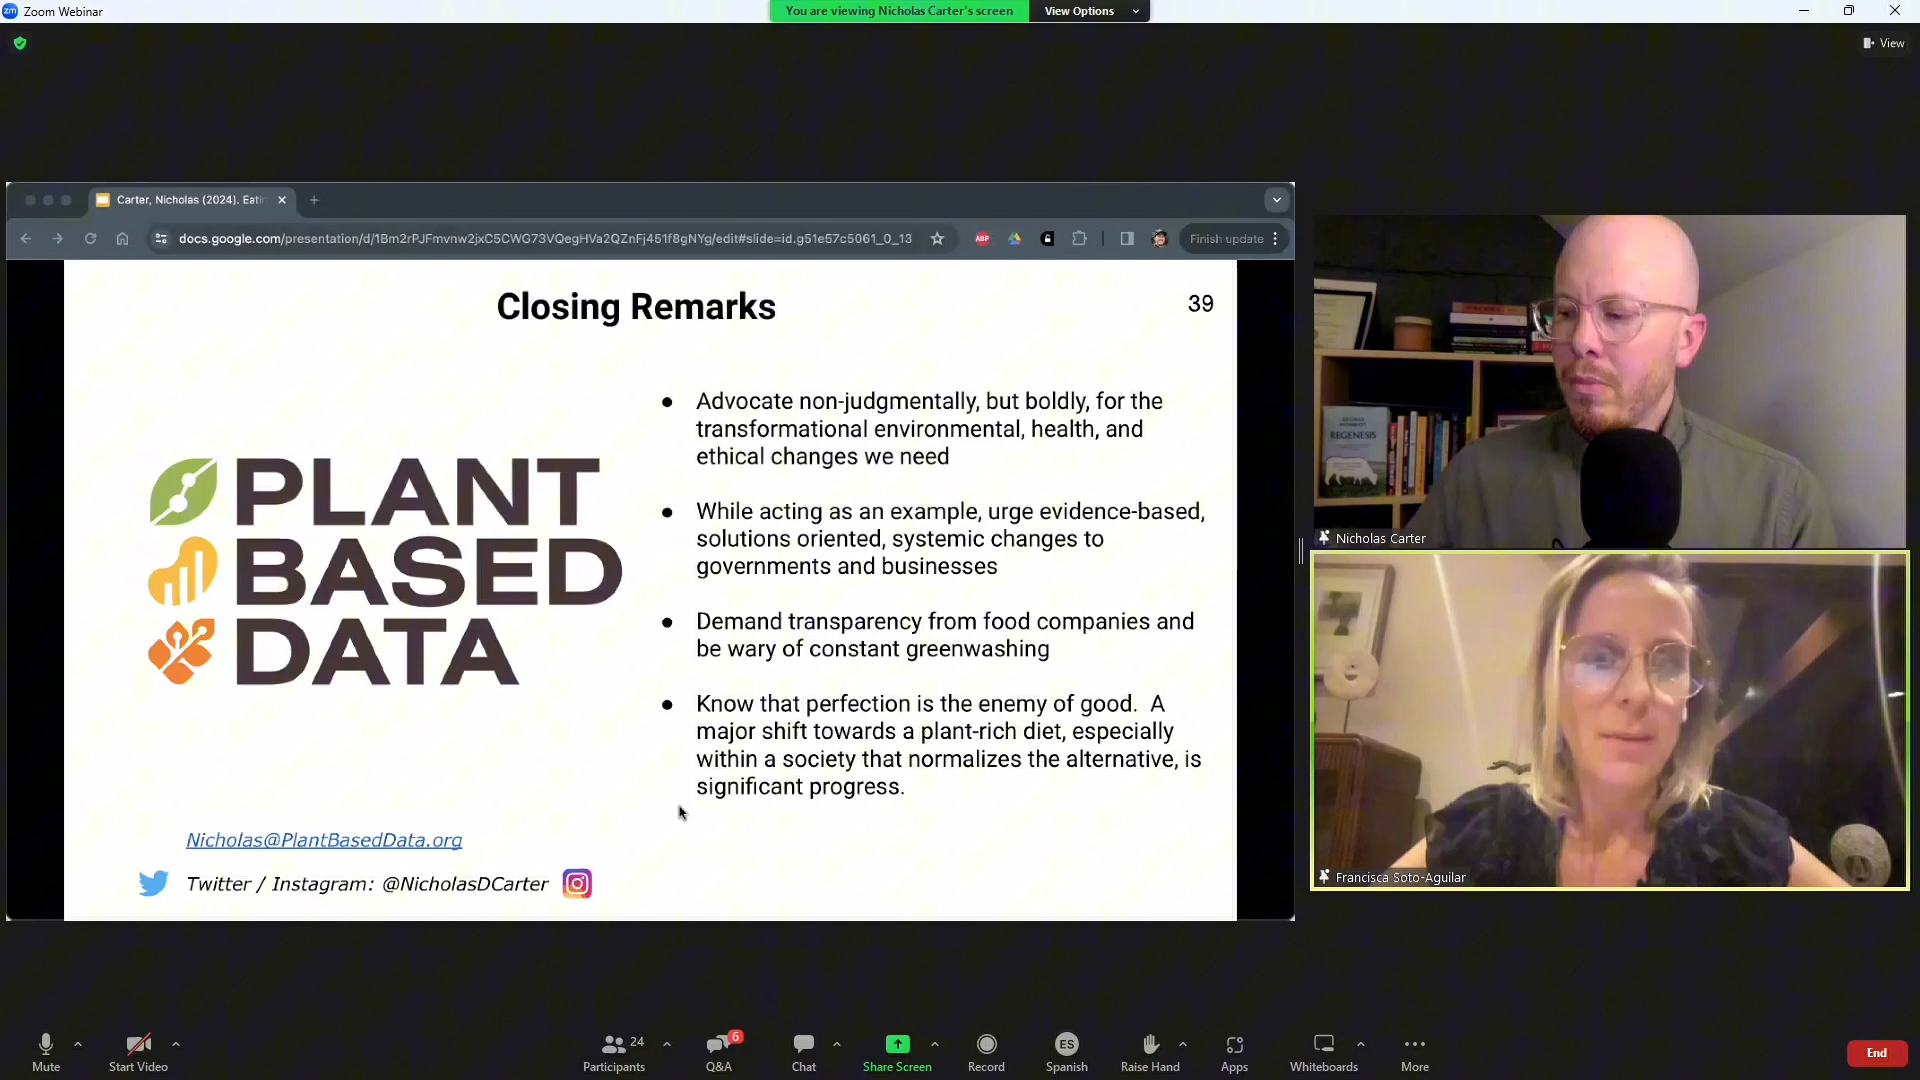 Zoom Webinar
You are viewing Nicholas Carter's screen
View Options
View
Carter, Nicholas (2024). Eati
docs.google.com/presentation/d/1Bm2rPJFmvnw2jxC5CWG73VQegHVa2QZnFj451f8gNYg/edit#slide=id.g51e57c5061_0_13
ABP
Finish update
Closing Remarks
39
PLANT
BASED
DATA
● Advocate non-judgmentally, but boldly, for the
transformational environmental, health, and
ethical changes we need
● While acting as an example, urge evidence-based,
solutions oriented, systemic changes to
governments and businesses
● Demand transparency from food companies and
be wary of constant greenwashing
● Know that perfection is the enemy of good. A
major shift towards a plant-rich diet, especially
within a society that normalizes the alternative, is
significant progress.
Nicholas@PlantBasedData.org
Twitter / Instagram: @NicholasDCarter
GEORGE MONBIOT
REGENESIS
Nicholas Carter
Francisca Soto-Aguilar
Mute
Start Video
24
Participants
6
Q&A
Chat
Share Screen
Record
ES
Spanish
Raise Hand
Apps
Whiteboards
More
End